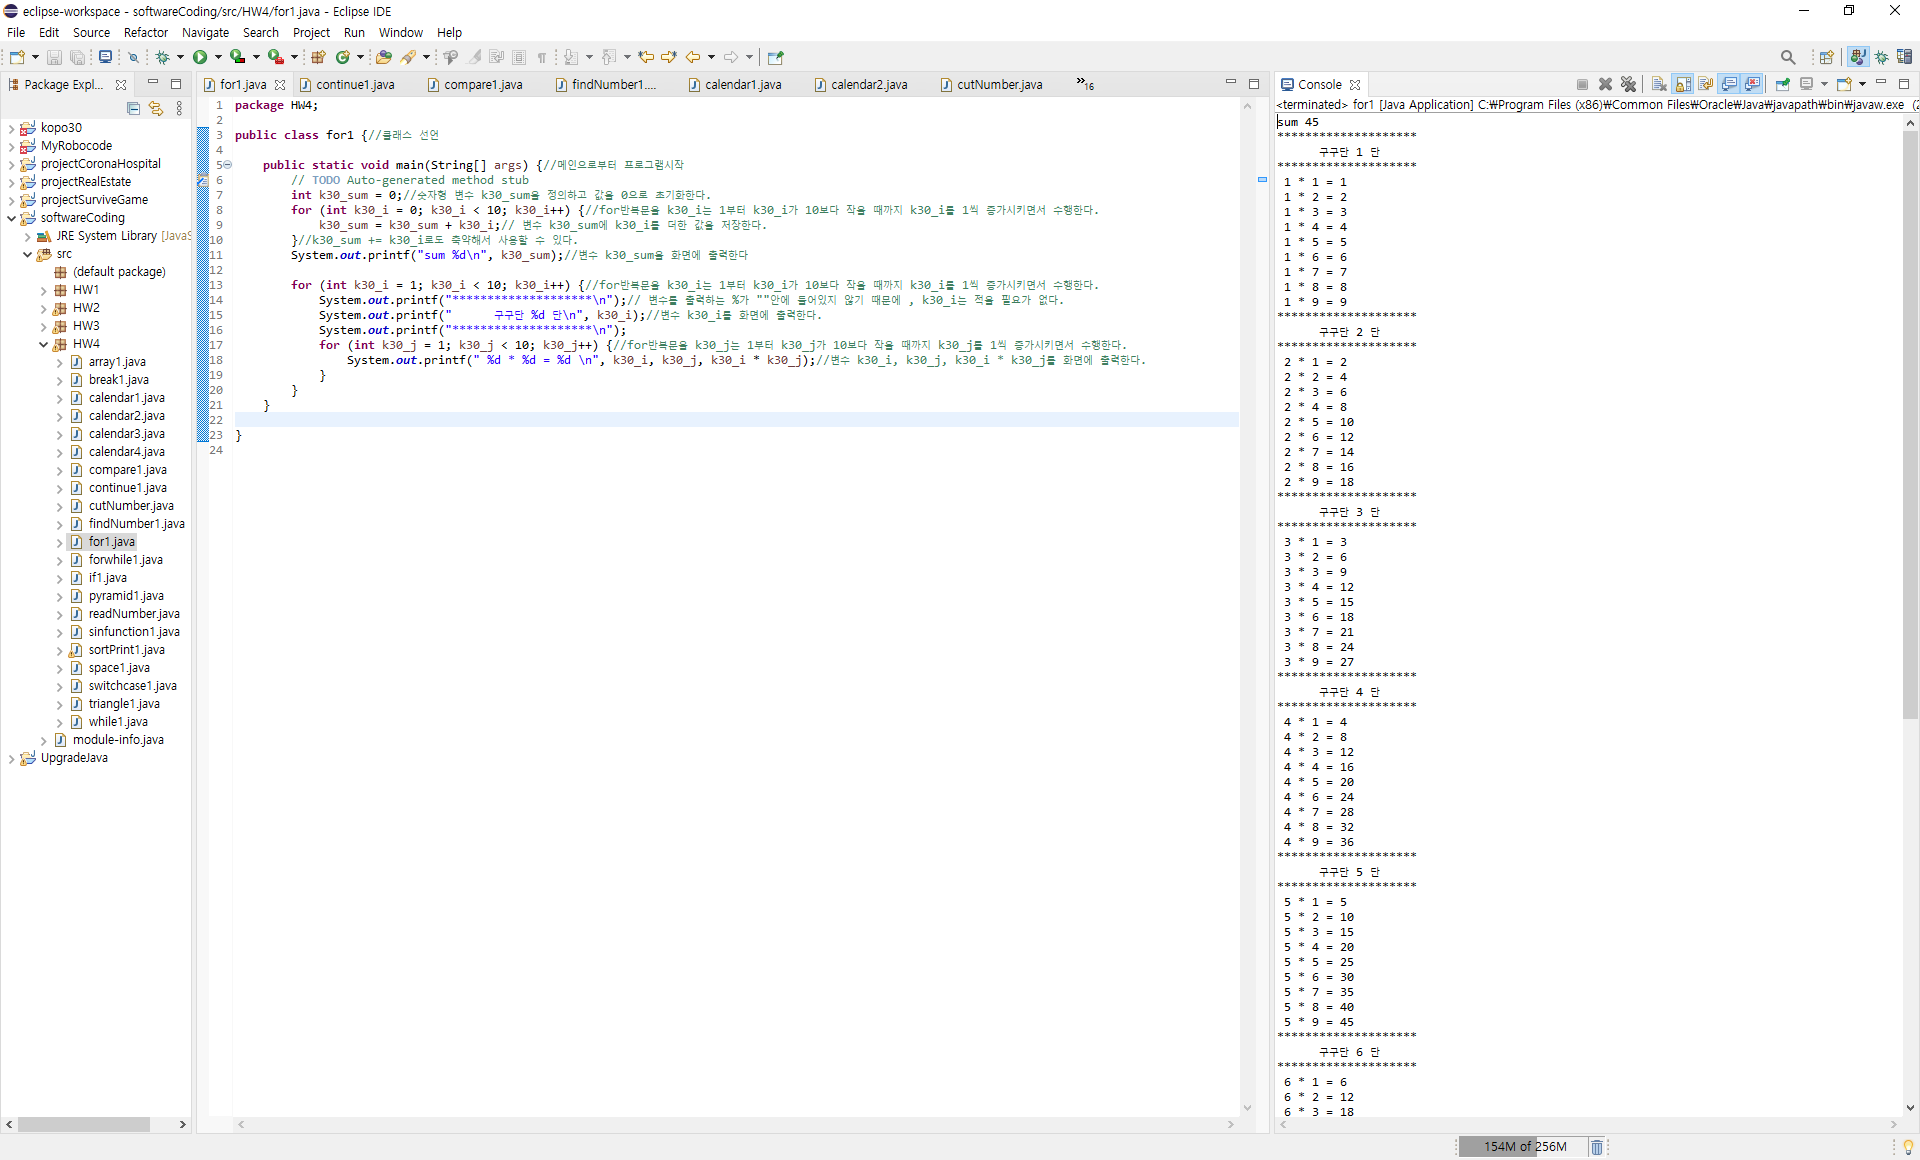 eclipse-workspace - softwareCoding/src/HW4/for1.java - Eclipse IDE
File Edit Source Refactor Navigate Search Project Run Window Help
Package Expl...
for1.java continue1.java compare1.java findNumber1.... calendar1.java calendar2.java cutNumber.java »16
kopo30
MyRobocode
projectCoronaHospital
projectRealEstate
projectSurviveGame
softwareCoding
JRE System Library [JavaS
src
(default package)
HW1
HW2
HW3
HW4
array1.java
break1.java
calendar1.java
calendar2.java
calendar3.java
calendar4.java
compare1.java
continue1.java
cutNumber.java
findNumber1.java
for1.java
forwhile1.java
if1.java
pyramid1.java
readNumber.java
sinfunction1.java
sortPrint1.java
space1.java
switchcase1.java
triangle1.java
while1.java
module-info.java
UpgradeJava
1 package HW4;
2
3 public class for1 {//클래스 선언
4
5 public static void main(String[] args) {//메인으로부터 프로그램시작
6 // TODO Auto-generated method stub
7 int k30_sum = 0;//숫자형 변수 k30_sum을 정의하고 값을 0으로 초기화한다.
8 for (int k30_i = 0; k30_i < 10; k30_i++) {//for반복문을 k30_i는 1부터 k30_i가 10보다 작을 때까지 k30_i를 1씩 증가시키면서 수행한다.
9 k30_sum = k30_sum + k30_i;// 변수 k30_sum에 k30_i를 더한 값을 저장한다.
10 }//k30_sum += k30_i로도 축약해서 사용할 수 있다.
11 System.out.printf("sum %d\n", k30_sum);//변수 k30_sum을 화면에 출력한다
12
13 for (int k30_i = 1; k30_i < 10; k30_i++) {//for반복문을 k30_i는 1부터 k30_i가 10보다 작을 때까지 k30_i를 1씩 증가시키면서 수행한다.
14 System.out.printf("********************\n");// 변수를 출력하는 %가 ""안에 들어있지 않기 때문에 , k30_i는 적을 필요가 없다.
15 System.out.printf("      구구단 %d 단\n", k30_i);//변수 k30_i를 화면에 출력한다.
16 System.out.printf("********************\n");
17 for (int k30_j = 1; k30_j < 10; k30_j++) {//for반복문을 k30_j는 1부터 k30_j가 10보다 작을 때까지 k30_j를 1씩 증가시키면서 수행한다.
18 System.out.printf(" %d * %d = %d \n", k30_i, k30_j, k30_i * k30_j);//변수 k30_i, k30_j, k30_i * k30_j를 화면에 출력한다.
19 }
20 }
21 }
22
23 }
24
Console
<terminated> for1 [Java Application] C:₩Program Files (x86)₩Common Files₩Oracle₩Java₩javapath₩bin₩javaw.exe (2
sum 45
********************
구구단 1 단
********************
1 * 1 = 1
1 * 2 = 2
1 * 3 = 3
1 * 4 = 4
1 * 5 = 5
1 * 6 = 6
1 * 7 = 7
1 * 8 = 8
1 * 9 = 9
********************
구구단 2 단
********************
2 * 1 = 2
2 * 2 = 4
2 * 3 = 6
2 * 4 = 8
2 * 5 = 10
2 * 6 = 12
2 * 7 = 14
2 * 8 = 16
2 * 9 = 18
********************
구구단 3 단
********************
3 * 1 = 3
3 * 2 = 6
3 * 3 = 9
3 * 4 = 12
3 * 5 = 15
3 * 6 = 18
3 * 7 = 21
3 * 8 = 24
3 * 9 = 27
********************
구구단 4 단
********************
4 * 1 = 4
4 * 2 = 8
4 * 3 = 12
4 * 4 = 16
4 * 5 = 20
4 * 6 = 24
4 * 7 = 28
4 * 8 = 32
4 * 9 = 36
********************
구구단 5 단
********************
5 * 1 = 5
5 * 2 = 10
5 * 3 = 15
5 * 4 = 20
5 * 5 = 25
5 * 6 = 30
5 * 7 = 35
5 * 8 = 40
5 * 9 = 45
********************
구구단 6 단
********************
6 * 1 = 6
6 * 2 = 12
6 * 3 = 18
154M of 256M